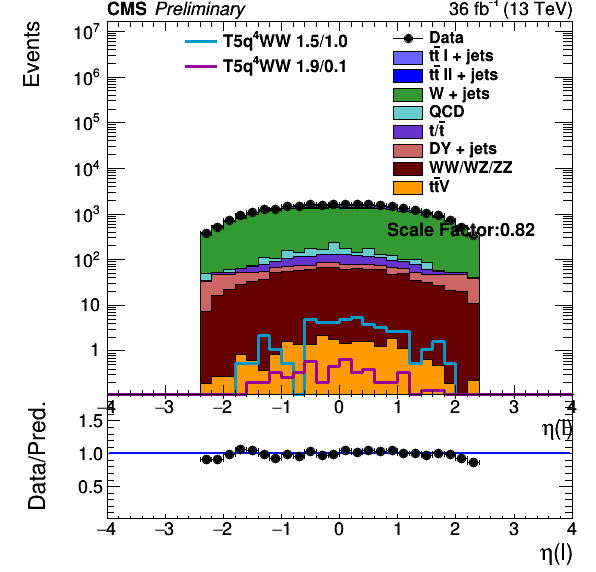 CMS Preliminary 36 fb⁻¹ (13 TeV)
Events
10⁷
10⁶
10⁵
10⁴
10³
10²
10
1
T5q⁴WW 1.5/1.0
T5q⁴WW 1.9/0.1
Data
tt̄ l + jets
tt̄ ll + jets
W + jets
QCD
t/t̄
DY + jets
WW/WZ/ZZ
tt̄V
Scale Factor:0.82
−4 −3 −2 −1 0 1 2 3 4
η(l)
Data/Pred.
1.5
1.0
0.5
−4 −3 −2 −1 0 1 2 3 4
η(l)